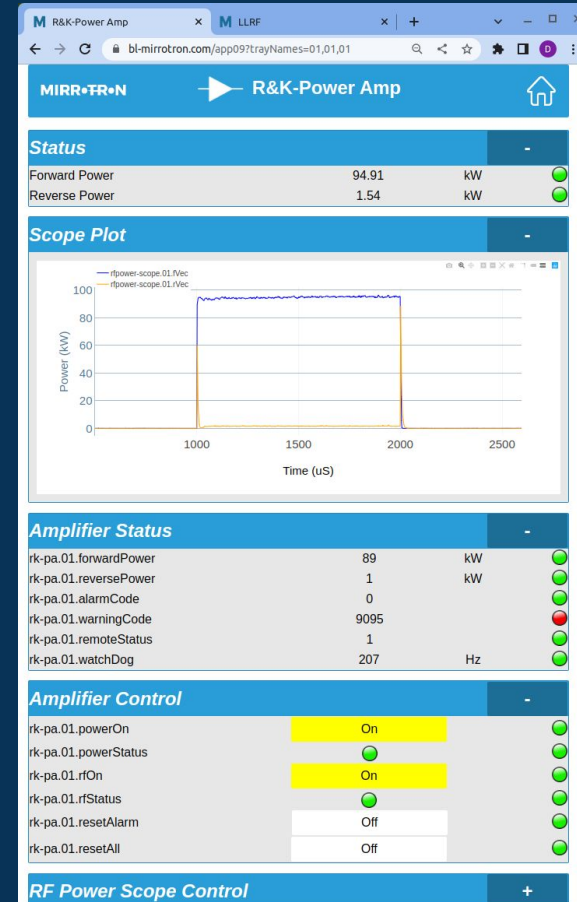 R&K-Power Amp
LLRF
bl-mirrotron.com/app09?trayNames=01,01,01
D
MIRR•TR•N
R&K-Power Amp
Status -
Forward Power 94.91 kW
Reverse Power 1.54 kW
Scope Plot -
rfpower-scope.01.fVec
rfpower-scope.01.rVec
100
80
60
40
20
0
Power (kW)
1000 1500 2000 2500
Time (uS)
Amplifier Status -
rk-pa.01.forwardPower 89 kW
rk-pa.01.reversePower 1 kW
rk-pa.01.alarmCode 0
rk-pa.01.warningCode 9095
rk-pa.01.remoteStatus 1
rk-pa.01.watchDog 207 Hz
Amplifier Control -
rk-pa.01.powerOn On
rk-pa.01.powerStatus
rk-pa.01.rfOn On
rk-pa.01.rfStatus
rk-pa.01.resetAlarm Off
rk-pa.01.resetAll Off
RF Power Scope Control +